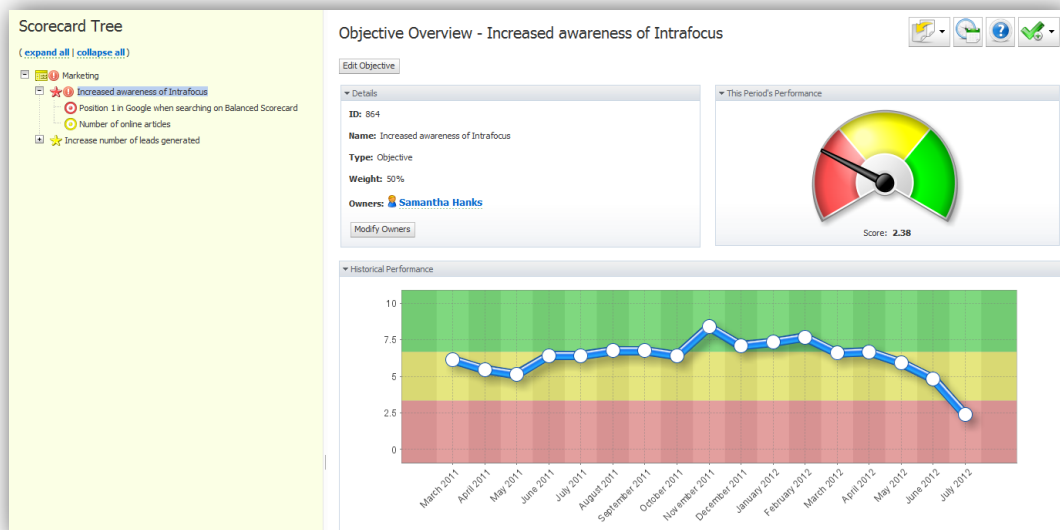 Scorecard Tree
( expand all | collapse all )
Marketing
Increased awareness of Intrafocus
Position 1 in Google when searching on Balanced Scorecard
Number of online articles
Increase number of leads generated
Objective Overview - Increased awareness of Intrafocus
Edit Objective
Details
ID: 864
Name: Increased awareness of Intrafocus
Type: Objective
Weight: 50%
Owners: Samantha Hanks
Modify Owners
This Period's Performance
Score: 2.38
Historical Performance
10
7.5
5
2.5
0
March 2011
April 2011
May 2011
June 2011
July 2011
August 2011
September 2011
October 2011
November 2011
December 2011
January 2012
February 2012
March 2012
April 2012
May 2012
June 2012
July 2012